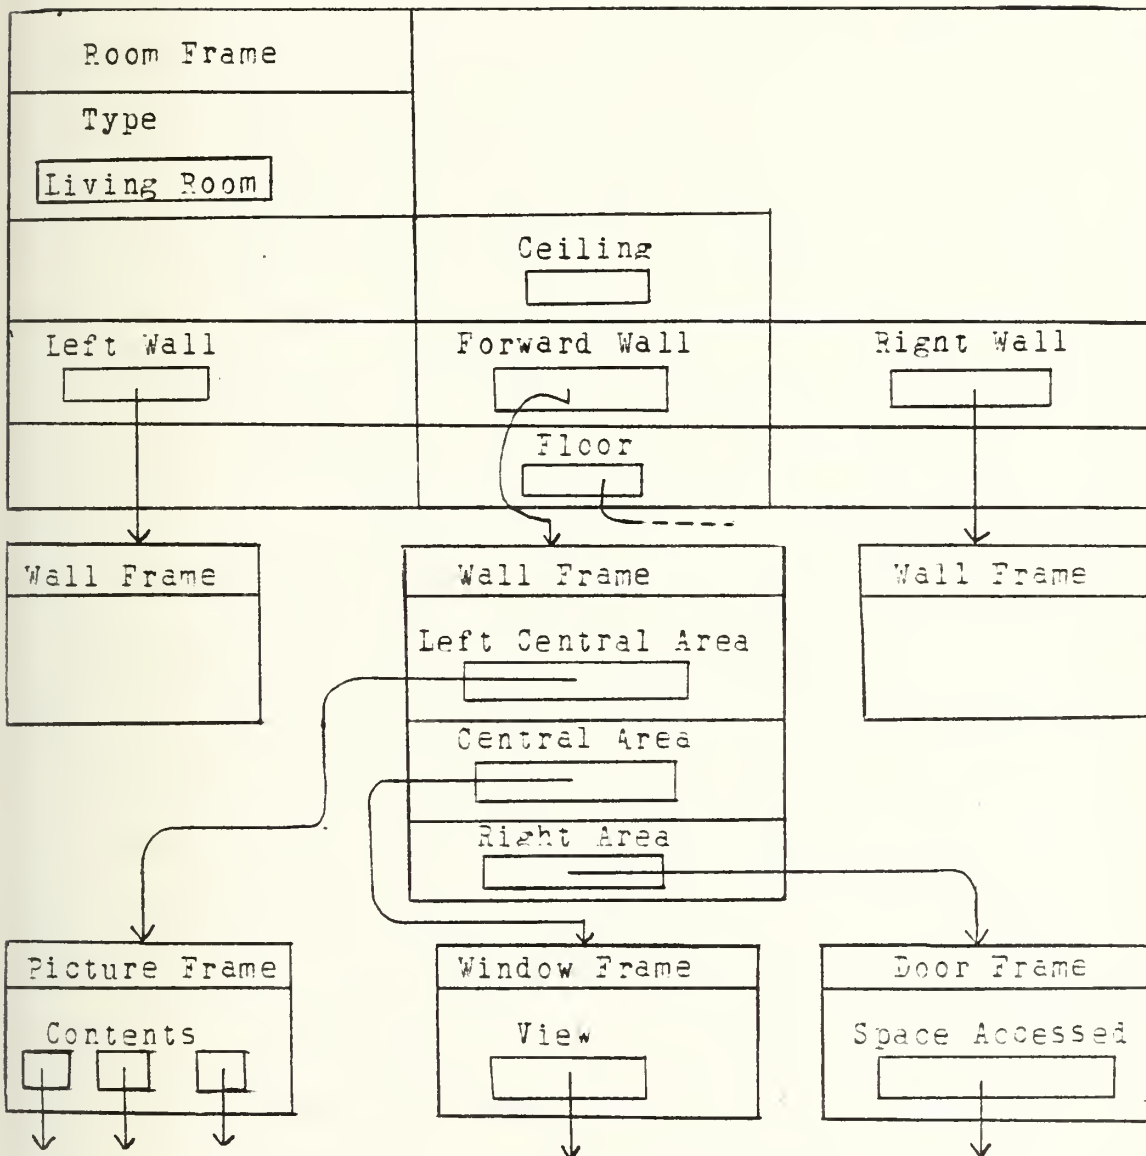 Room Frame
Type
Living Room
Ceiling
Left Wall Forward Wall Right Wall
Floor
Wall Frame Wall Frame Wall Frame
Left Central Area
Central Area
Right Area
Picture Frame Window Frame Door Frame
Contents View Space Accessed